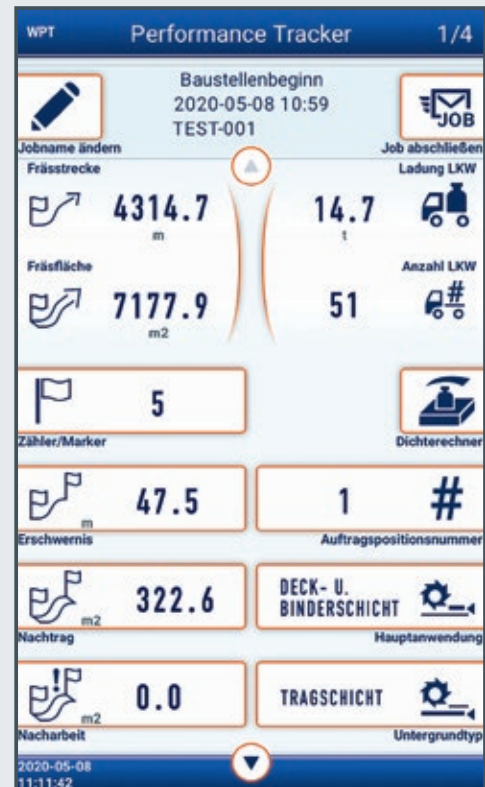 WPT Performance Tracker 1/4
Baustellenbeginn
2020-05-08 10:59
TEST-001
JOB
Jobname ändern
Job abschließen
Frässtrecke
Ladung LKW
4314.7
m
14.7
t
Fräsfläche
Anzahl LKW
7177.9
m2
51
#
5
Zähler/Marker
Dichterechner
47.5
m
Erschwernis
1
#
Auftragspositionsnummer
322.6
m2
Nachtrag
DECK- U.
BINDERSCHICHT
Hauptanwendung
0.0
m2
Nacharbeit
TRAGSCHICHT
Untergrundtyp
2020-05-08
11:11:42